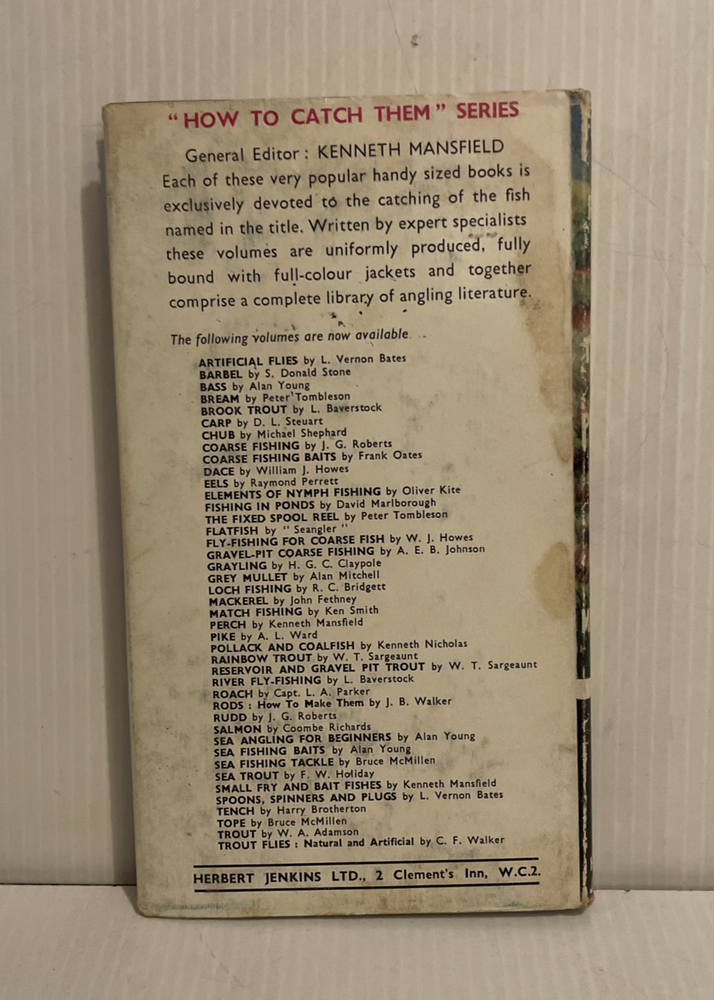 "HOW TO CATCH THEM" SERIES
General Editor : KENNETH MANSFIELD
Each of these very popular handy sized books is
exclusively devoted to the catching of the fish
named in the title. Written by expert specialists
these volumes are uniformly produced, fully
bound with full-colour jackets and together
comprise a complete library of angling literature.
The following volumes are now available
ARTIFICIAL FLIES by L. Vernon Bates
BARBEL by S. Donald Stone
BASS by Alan Young
BREAM by Peter Tombleson
BROOK TROUT by L. Baverstock
CARP by D. L. Steuart
CHUB by Michael Shephard
COARSE FISHING by J. G. Roberts
COARSE FISHING BAITS by Frank Oates
DACE by William J. Howes
EELS by Raymond Perrett
ELEMENTS OF NYMPH FISHING by Oliver Kite
FISHING IN PONDS by David Marlborough
THE FIXED SPOOL REEL by Peter Tombleson
FLATFISH by "Seangler"
FLY-FISHING FOR COARSE FISH by W. J. Howes
GRAVEL-PIT COARSE FISHING by A. E. B. Johnson
GRAYLING by H. G. C. Claypole
GREY MULLET by Alan Mitchell
LOCH FISHING by R. C. Bridgett
MACKEREL by John Fethney
MATCH FISHING by Ken Smith
PERCH by Kenneth Mansfield
PIKE by A. L. Ward
POLLACK AND COALFISH by Kenneth Nicholas
RAINBOW TROUT by W. T. Sargeaunt
RESERVOIR AND GRAVEL PIT TROUT by W. T. Sargeaunt
RIVER FLY-FISHING by L. Baverstock
ROACH by Capt. L. A. Parker
RODS : How To Make Them by J. B. Walker
RUDD by J. G. Roberts
SALMON by Coombe Richards
SEA ANGLING FOR BEGINNERS by Alan Young
SEA FISHING BAITS by Alan Young
SEA FISHING TACKLE by Bruce McMillen
SEA TROUT by F. W. Holiday
SMALL FRY AND BAIT FISHES by Kenneth Mansfield
SPOONS, SPINNERS AND PLUGS by L. Vernon Bates
TENCH by Harry Brotherton
TOPE by Bruce McMillen
TROUT by W. A. Adamson
TROUT FLIES : Natural and Artificial by C. F. Walker
HERBERT JENKINS LTD., 2 Clement's Inn, W.C.2.